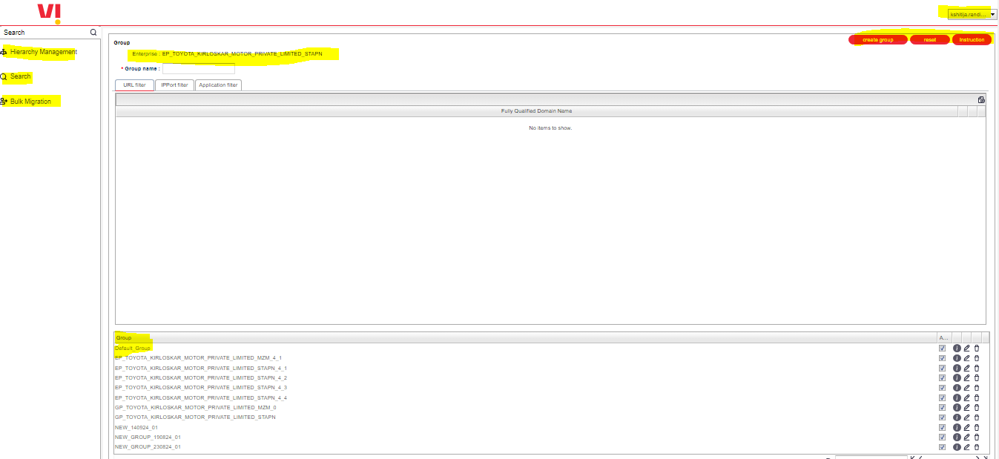 VI!
kshitija.randi...
Search
Hierarchy Management
Search
Bulk Migration
Group
create group reset instruction
Enterprise : EP_TOYOTA_KIRLOSKAR_MOTOR_PRIVATE_LIMITED_STAPN
* Group name :
URL filter IPPort filter Application filter
Fully Qualified Domain Name
No items to show.
Group A...
Default_Group
EP_TOYOTA_KIRLOSKAR_MOTOR_PRIVATE_LIMITED_MZM_4_1
EP_TOYOTA_KIRLOSKAR_MOTOR_PRIVATE_LIMITED_STAPN_4_1
EP_TOYOTA_KIRLOSKAR_MOTOR_PRIVATE_LIMITED_STAPN_4_2
EP_TOYOTA_KIRLOSKAR_MOTOR_PRIVATE_LIMITED_STAPN_4_3
EP_TOYOTA_KIRLOSKAR_MOTOR_PRIVATE_LIMITED_STAPN_4_4
GP_TOYOTA_KIRLOSKAR_MOTOR_PRIVATE_LIMITED_MZM_0
GP_TOYOTA_KIRLOSKAR_MOTOR_PRIVATE_LIMITED_STAPN
NEW_140924_01
NEW_GROUP_190824_01
NEW_GROUP_230824_01